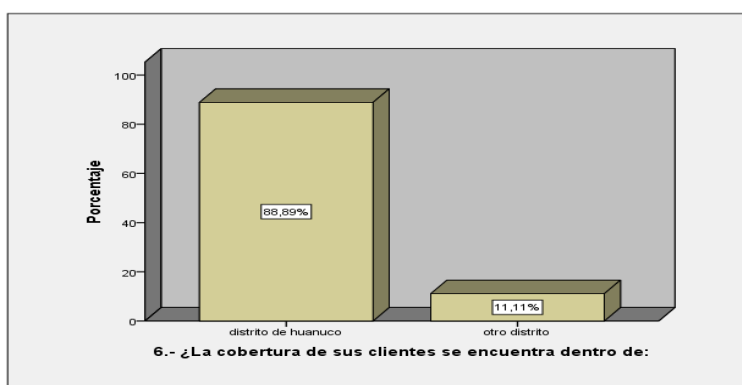 Porcentaje
100
80
60
40
20
0
88,89%
11,11%
distrito de huanuco
otro distrito
6.- ¿La cobertura de sus clientes se encuentra dentro de: